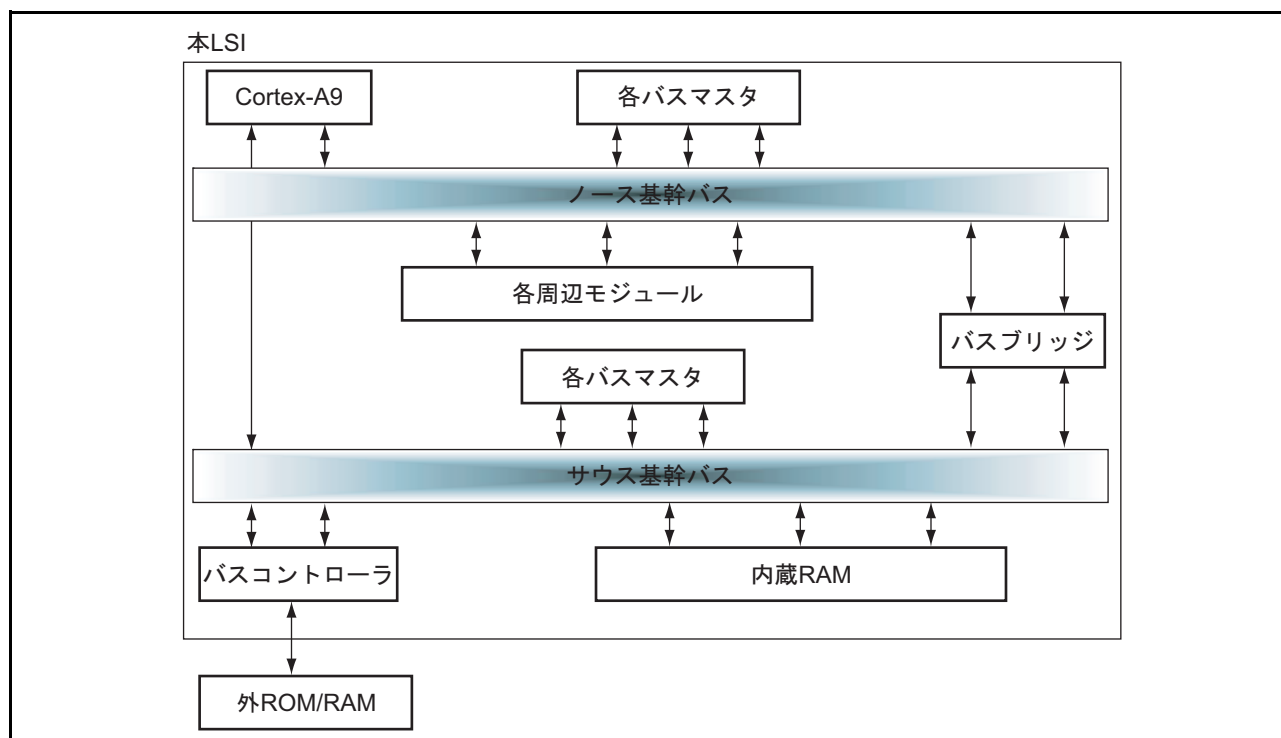 本LSI
Cortex-A9
各バスマスタ
ノース基幹バス
各周辺モジュール
バスブリッジ
各バスマスタ
サウス基幹バス
バスコントローラ
内蔵RAM
外ROM/RAM